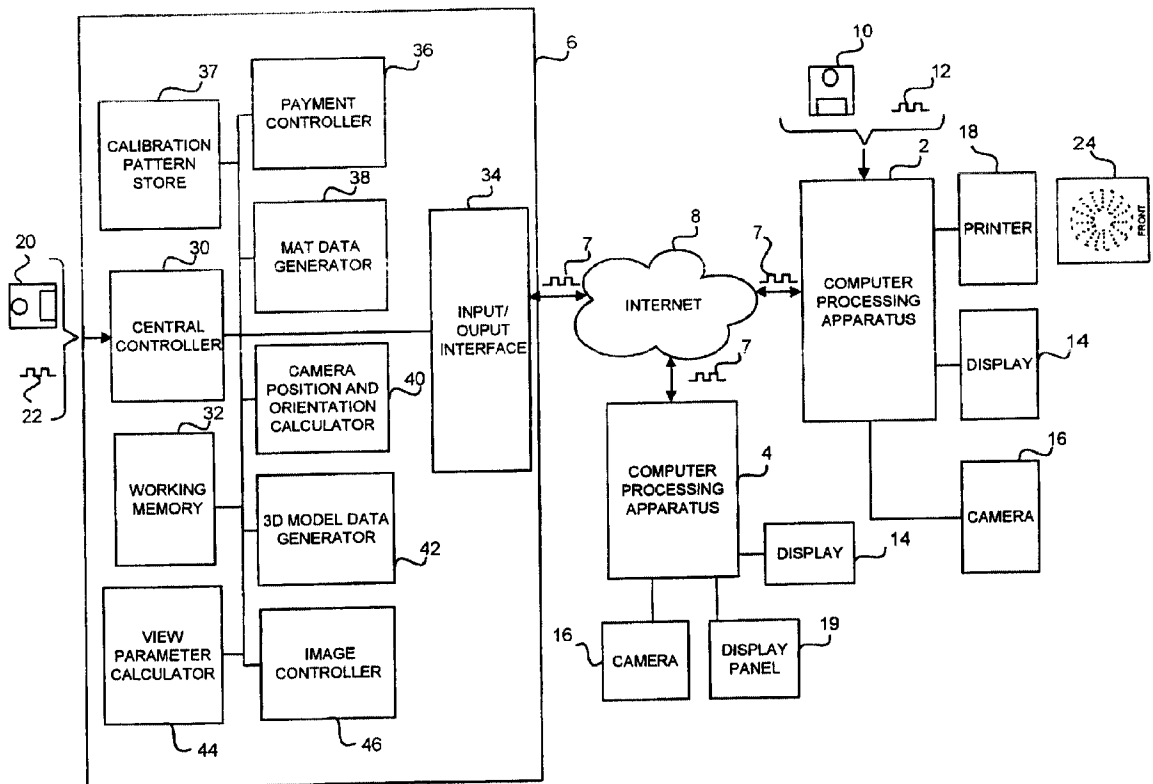 6
36
37
PAYMENT
CONTROLLER
CALIBRATION
PATTERN
STORE
38
34
MAT DATA
GENERATOR
20
30
CENTRAL
CONTROLLER
22
INPUT/
OUPUT
INTERFACE
7
8
INTERNET
7
7
CAMERA
POSITION AND
ORIENTATION
CALCULATOR
40
32
WORKING
MEMORY
3D MODEL DATA
GENERATOR
42
VIEW
PARAMETER
CALCULATOR
44
IMAGE
CONTROLLER
46
10
12
2
18
24
COMPUTER
PROCESSING
APPARATUS
PRINTER
FRONT
DISPLAY
14
16
CAMERA
COMPUTER
PROCESSING
APPARATUS
4
DISPLAY
14
16
CAMERA
DISPLAY
PANEL
19